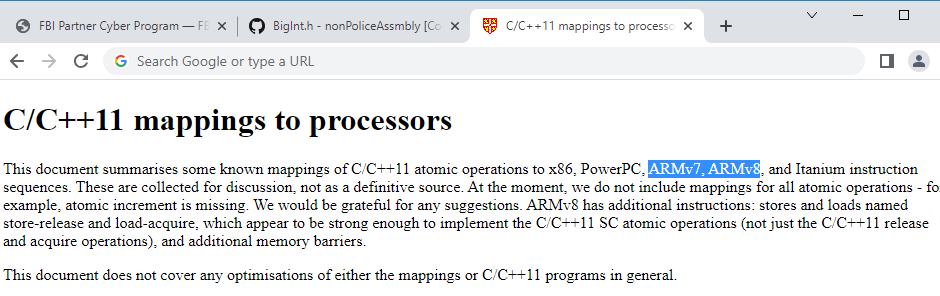 FBI Partner Cyber Program — FB
BigInt.h - nonPoliceAssmbly [Co
C/C++11 mappings to processo
Search Google or type a URL
C/C++11 mappings to processors
This document summarises some known mappings of C/C++11 atomic operations to x86, PowerPC, ARMv7, ARMv8, and Itanium instruction
sequences. These are collected for discussion, not as a definitive source. At the moment, we do not include mappings for all atomic operations - fo
example, atomic increment is missing. We would be grateful for any suggestions. ARMv8 has additional instructions: stores and loads named
store-release and load-acquire, which appear to be strong enough to implement the C/C++11 SC atomic operations (not just the C/C++11 release
and acquire operations), and additional memory barriers.
This document does not cover any optimisations of either the mappings or C/C++11 programs in general.